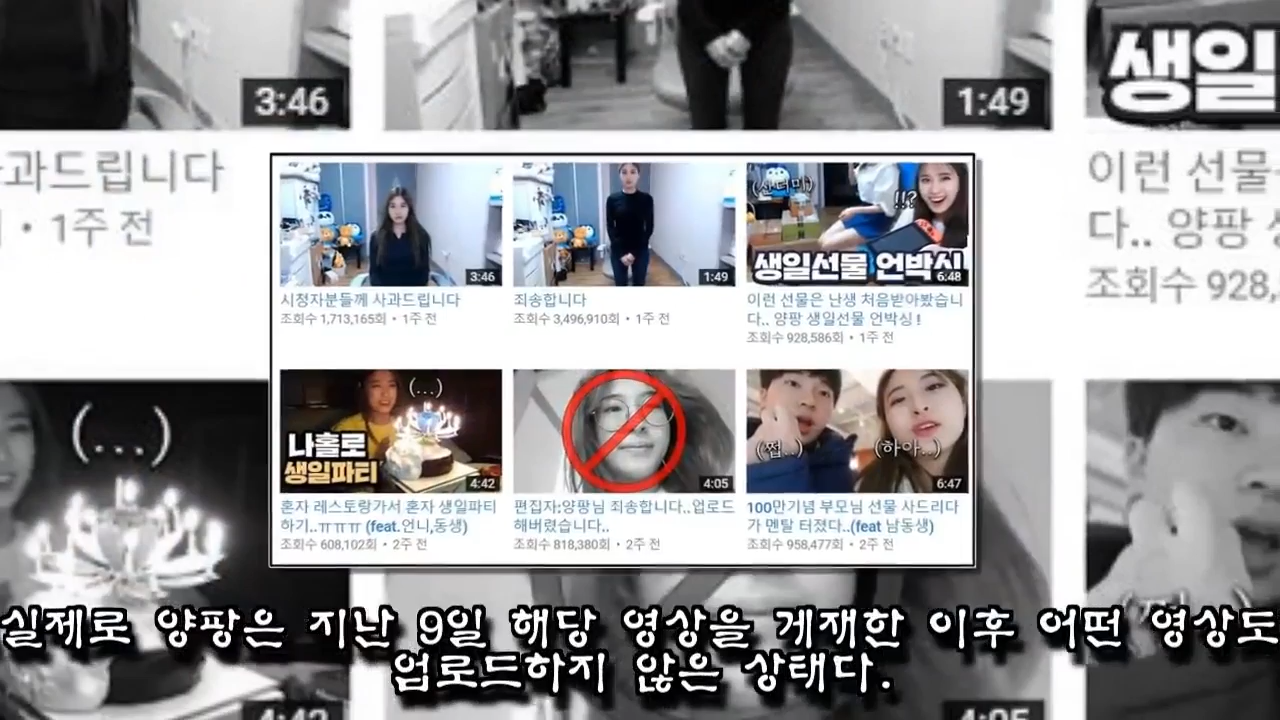 3:46
1:49
생일
과드립니다
1주 전
이런 선물
다.. 양팡
조회수 928,
(선더미)
!!?
생일선물 언박싱
3:46
1:49
6:48
시청자분들께 사과드립니다
조회수 1,713,165회 • 1주 전
죄송합니다
조회수 3,496,910회 • 1주 전
이런 선물은 난생 처음받아봤습니
다.. 양팡 생일선물 언박싱 !
조회수 928,586회 • 1주 전
(...)
나홀로
생일파티
4:42
4:05
(쩝..)
(하아..)
6:47
혼자 레스토랑가서 혼자 생일파티
하기..ㅠㅠㅠ (feat.언니,동생)
조회수 608,102회 • 2주 전
편집자:양팡님 죄송합니다..업로드
해버렸습니다..
조회수 818,380회 • 2주 전
100만기념 부모님 선물 사드리다
가 멘탈 터졌다..(feat 남동생)
조회수 958,477회 • 2주 전
(...)
실제로 양팡은 지난 9일 해당 영상을 게재한 이후 어떤 영상도
업로드하지 않은 상태다.
4:42
4:05